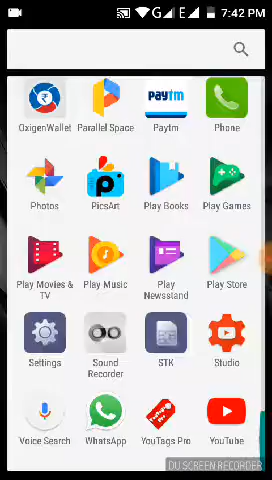 G E 7:42 PM
OxigenWallet Parallel Space Paytm Phone
paytm
Photos PicsArt Play Books Play Games
Play Movies & TV Play Music Play Newsstand Play Store
Settings Sound Recorder STK Studio
Voice Search WhatsApp YouTags Pro YouTube
DU SCREEN RECORDER